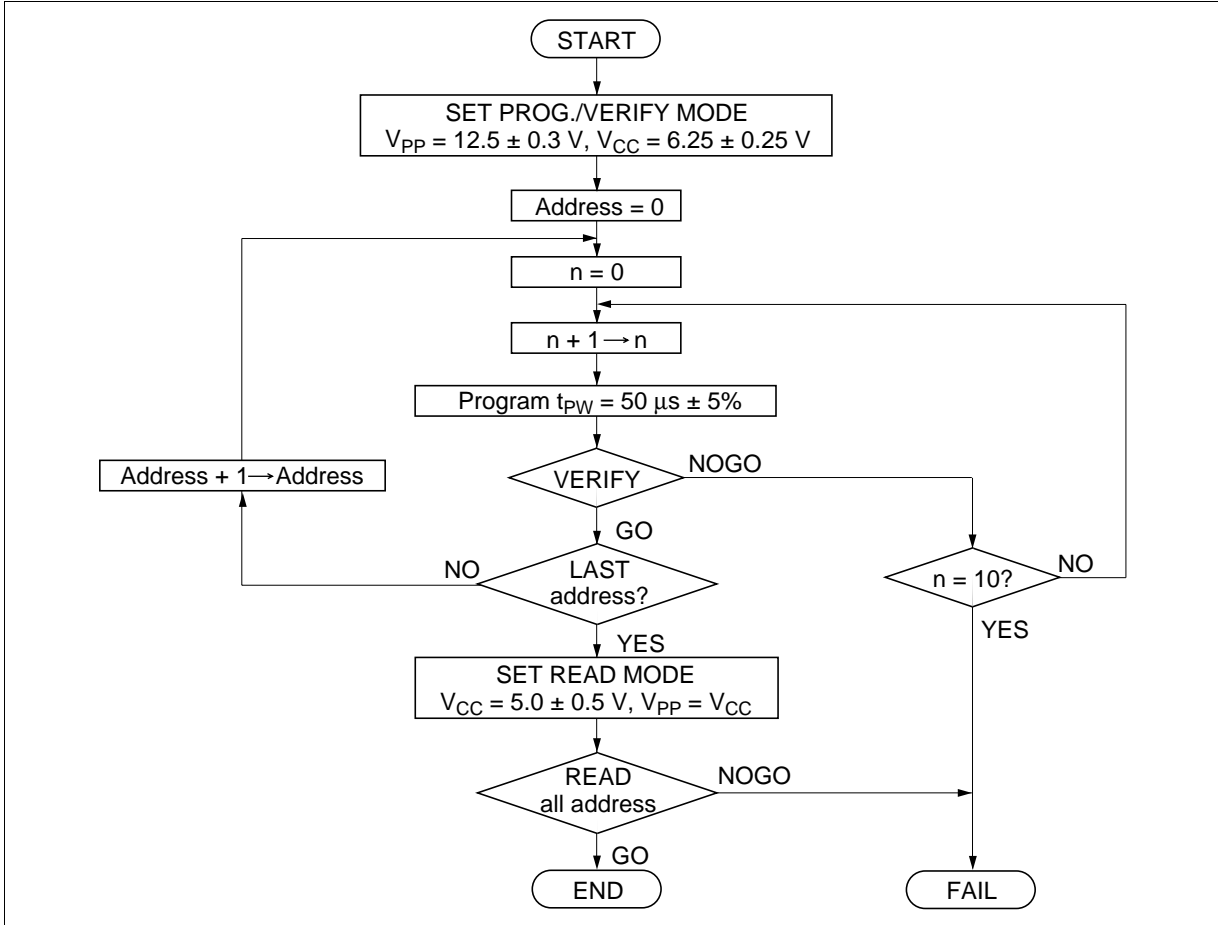 START
SET PROG./VERIFY MODE
VPP = 12.5 ± 0.3 V, VCC = 6.25 ± 0.25 V
Address = 0
n = 0
n + 1 → n
Program tPW = 50 μs ± 5%
Address + 1 → Address
VERIFY
NOGO
GO
NO
LAST
address?
n = 10?
NO
YES
YES
SET READ MODE
VCC = 5.0 ± 0.5 V, VPP = VCC
READ
all address
NOGO
GO
END
FAIL